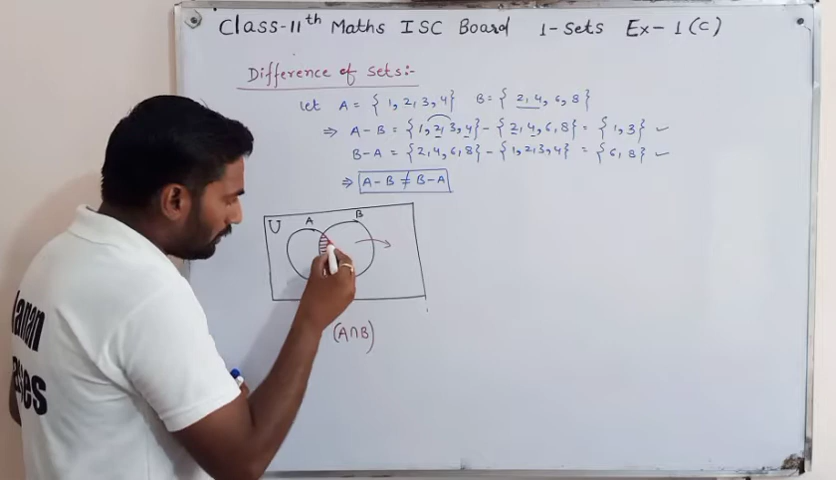 Class-11th Maths ISC Board 1-Sets Ex-1(C)
Difference of Sets:-
let A = {1, 2, 3, 4} B = {2, 4, 6, 8}
⇒ A-B = {1, 2, 3, 4} - {2, 4, 6, 8} = {1, 3} ✓
B-A = {2, 4, 6, 8} - {1, 2, 3, 4} = {6, 8} ✓
⇒ A-B ≠ B-A
U A B
(A∩B)